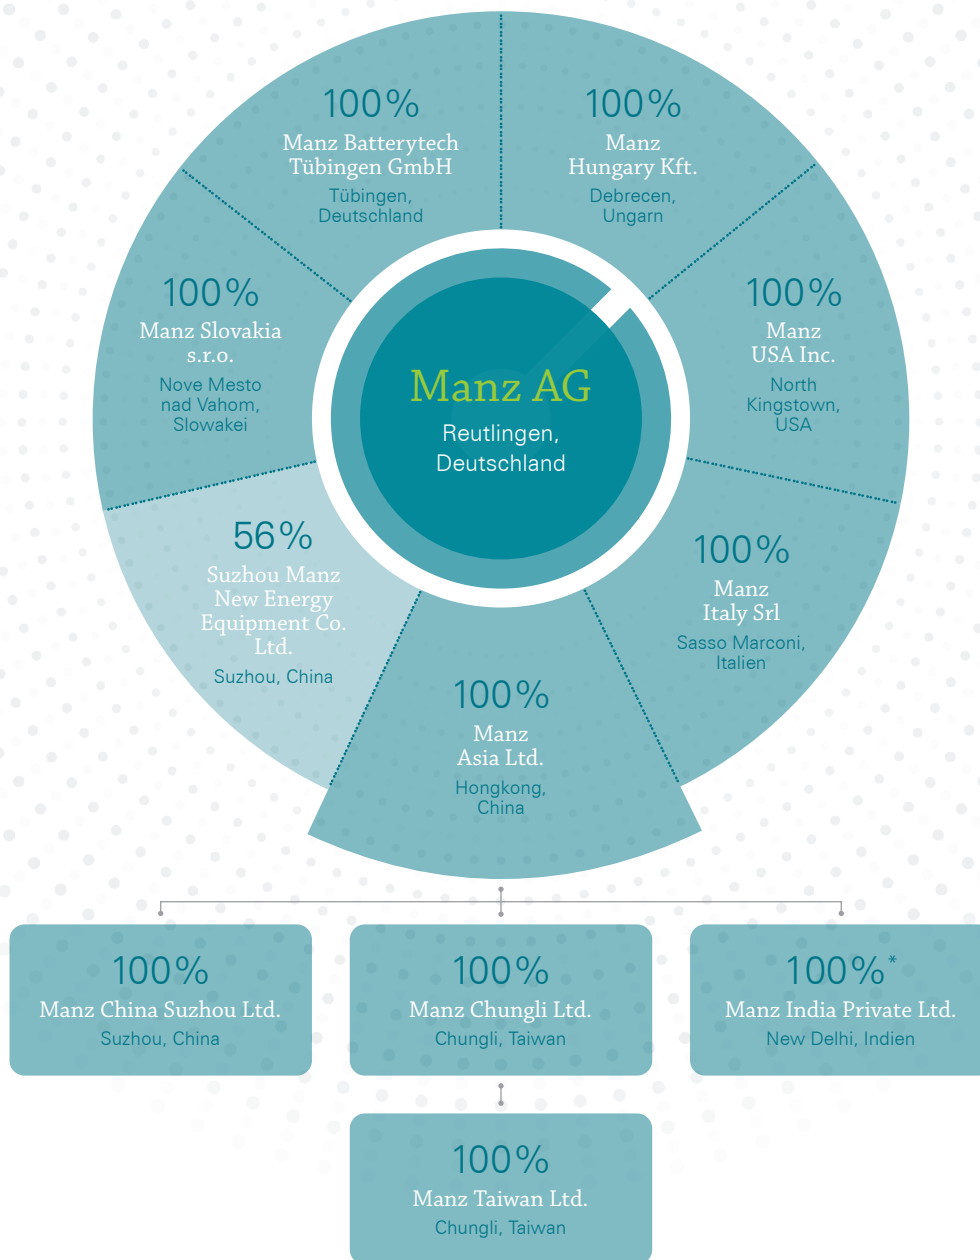 100%
Manz Batterytech
Tübingen GmbH
Tübingen,
Deutschland
100%
Manz
Hungary Kft.
Debrecen,
Ungarn
100%
Manz Slovakia
s.r.o.
Nove Mesto
nad Vahom,
Slowakei
100%
Manz
USA Inc.
North
Kingstown,
USA
Manz AG
Reutlingen,
Deutschland
56%
Suzhou Manz
New Energy
Equipment Co.
Ltd.
Suzhou, China
100%
Manz
Italy Srl
Sasso Marconi,
Italien
100%
Manz
Asia Ltd.
Hongkong,
China
100%
Manz China Suzhou Ltd.
Suzhou, China
100%
Manz Chungli Ltd.
Chungli, Taiwan
100%*
Manz India Private Ltd.
New Delhi, Indien
100%
Manz Taiwan Ltd.
Chungli, Taiwan